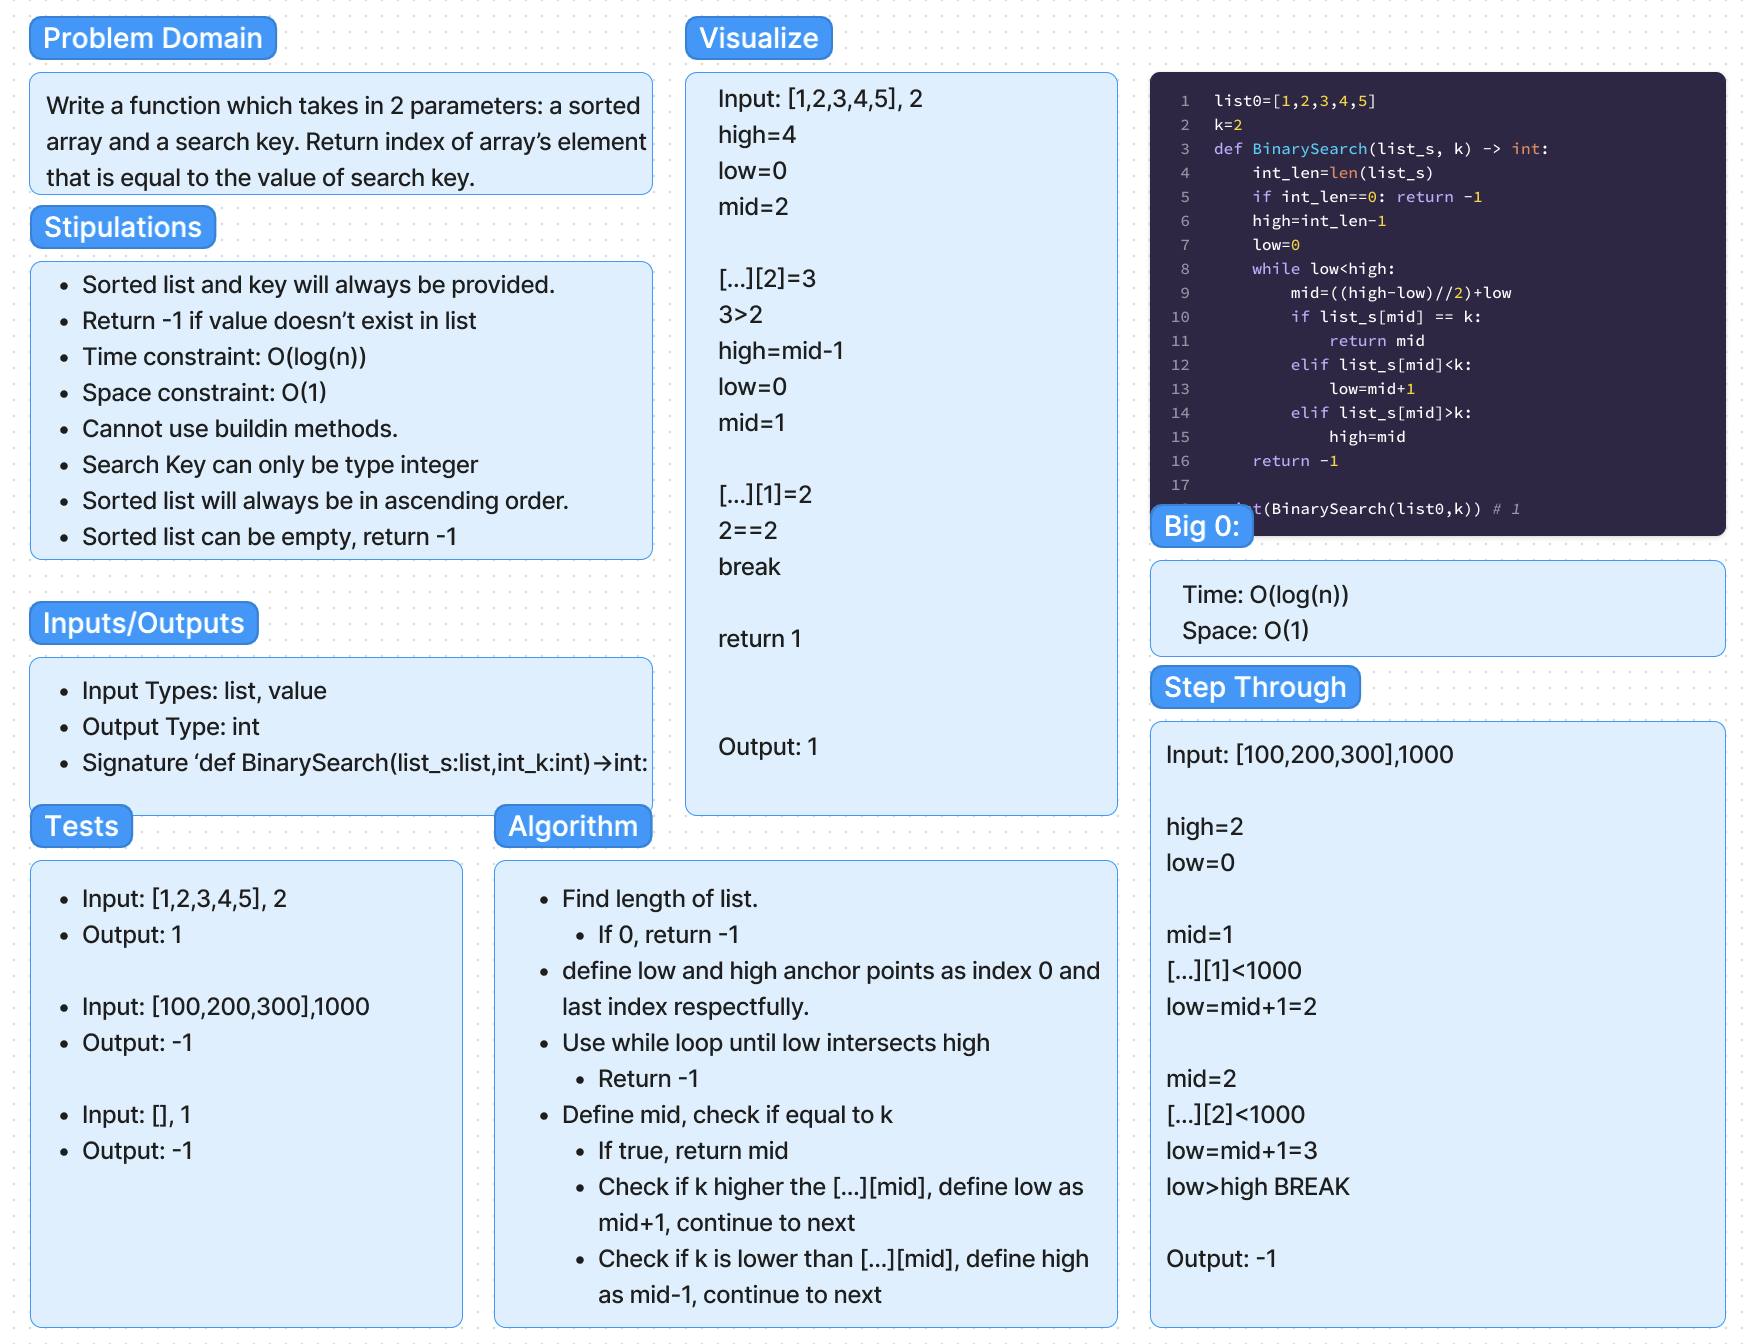 Problem Domain
Write a function which takes in 2 parameters: a sorted
array and a search key. Return index of array’s element
that is equal to the value of search key.
Stipulations
• Sorted list and key will always be provided.
• Return -1 if value doesn’t exist in list
• Time constraint: O(log(n))
• Space constraint: O(1)
• Cannot use buildin methods.
• Search Key can only be type integer
• Sorted list will always be in ascending order.
• Sorted list can be empty, return -1
Inputs/Outputs
• Input Types: list, value
• Output Type: int
• Signature ‘def BinarySearch(list_s:list,int_k:int)→int:
Tests
• Input: [1,2,3,4,5], 2
• Output: 1
• Input: [100,200,300],1000
• Output: -1
• Input: [], 1
• Output: -1
Algorithm
• Find length of list.
• If 0, return -1
• define low and high anchor points as index 0 and
last index respectfully.
• Use while loop until low intersects high
• Return -1
• Define mid, check if equal to k
• If true, return mid
• Check if k higher the [...][mid], define low as
mid+1, continue to next
• Check if k is lower than [...][mid], define high
as mid-1, continue to next
Visualize
Input: [1,2,3,4,5], 2
high=4
low=0
mid=2
[...][2]=3
3>2
high=mid-1
low=0
mid=1
[...][1]=2
2==2
break
return 1
Output: 1
1 list0=[1,2,3,4,5]
2 k=2
3 def BinarySearch(list_s, k) -> int:
4 int_len=len(list_s)
5 if int_len==0: return -1
6 high=int_len-1
7 low=0
8 while low<high:
9 mid=((high-low)//2)+low
10 if list_s[mid] == k:
11 return mid
12 elif list_s[mid]<k:
13 low=mid+1
14 elif list_s[mid]>k:
15 high=mid
16 return -1
17
(BinarySearch(list0,k)) # 1
Big 0:
Time: O(log(n))
Space: O(1)
Step Through
Input: [100,200,300],1000
high=2
low=0
mid=1
[...][1]<1000
low=mid+1=2
mid=2
[...][2]<1000
low=mid+1=3
low>high BREAK
Output: -1